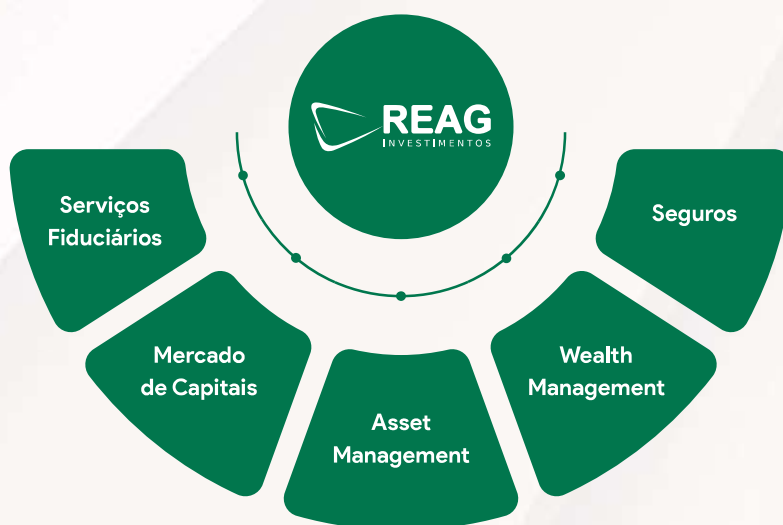 REAG
INVESTIMENTOS
Serviços
Fiduciários
Mercado
de Capitais
Asset
Management
Wealth
Management
Seguros